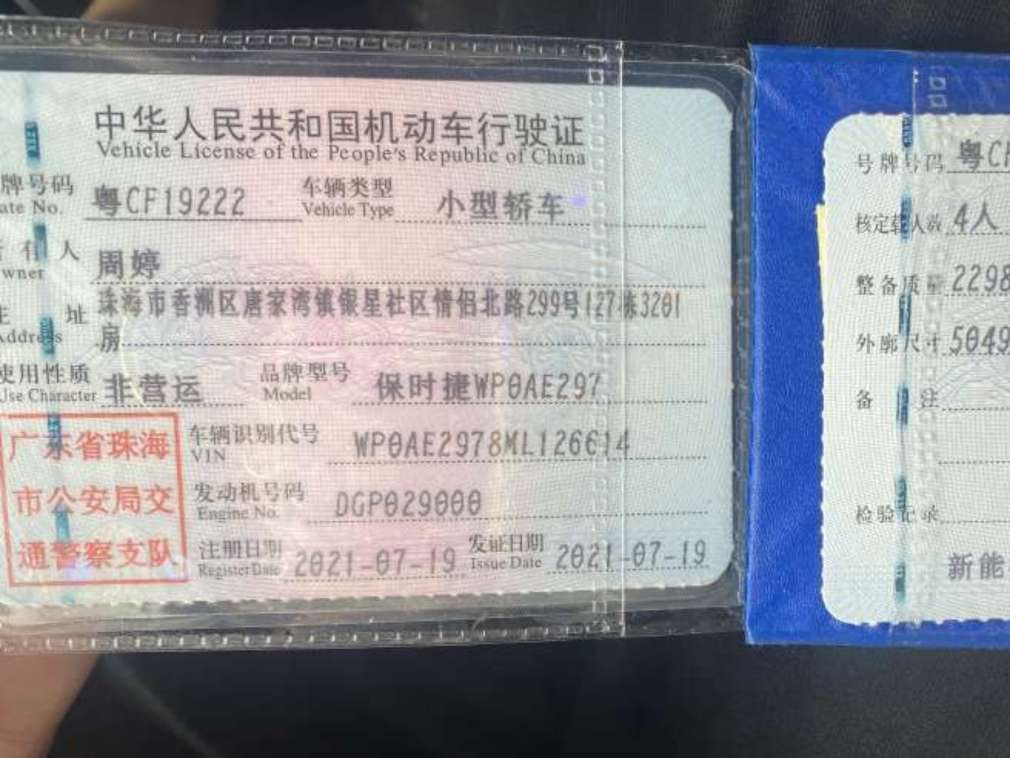 中华人民共和国机动车行驶证
Vehicle License of the People's Republic of China
牌号码 粤CF19222 车辆类型 小型轿车
ate No. Vehicle Type
有人 周婷
wner
住址 珠海市香洲区唐家湾镇银星社区情侣北路299号127栋3201
Address 房
使用性质 非营运 品牌型号 保时捷WP0AE297
Use Character Model
广东省珠海
市公安局交
通警察支队
车辆识别代号 WP0AE2978ML126614
VIN
发动机号码 DGP029000
Engine No.
注册日期 2021-07-19 发证日期 2021-07-19
Register Date Issue Date
号牌号码 粤C
核定载人数 4人
整备质量 2298
外廓尺寸 5049
备注
检验记录
新能